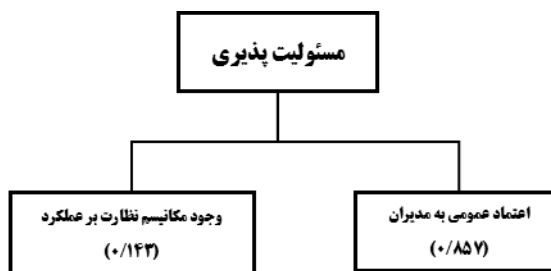 مسئولیت پذیری
اعتماد عمومی به مدیران
(۰/۸۵۷)
وجود مکانیسم نظارت بر عملکرد
(۰/۱۴۳)